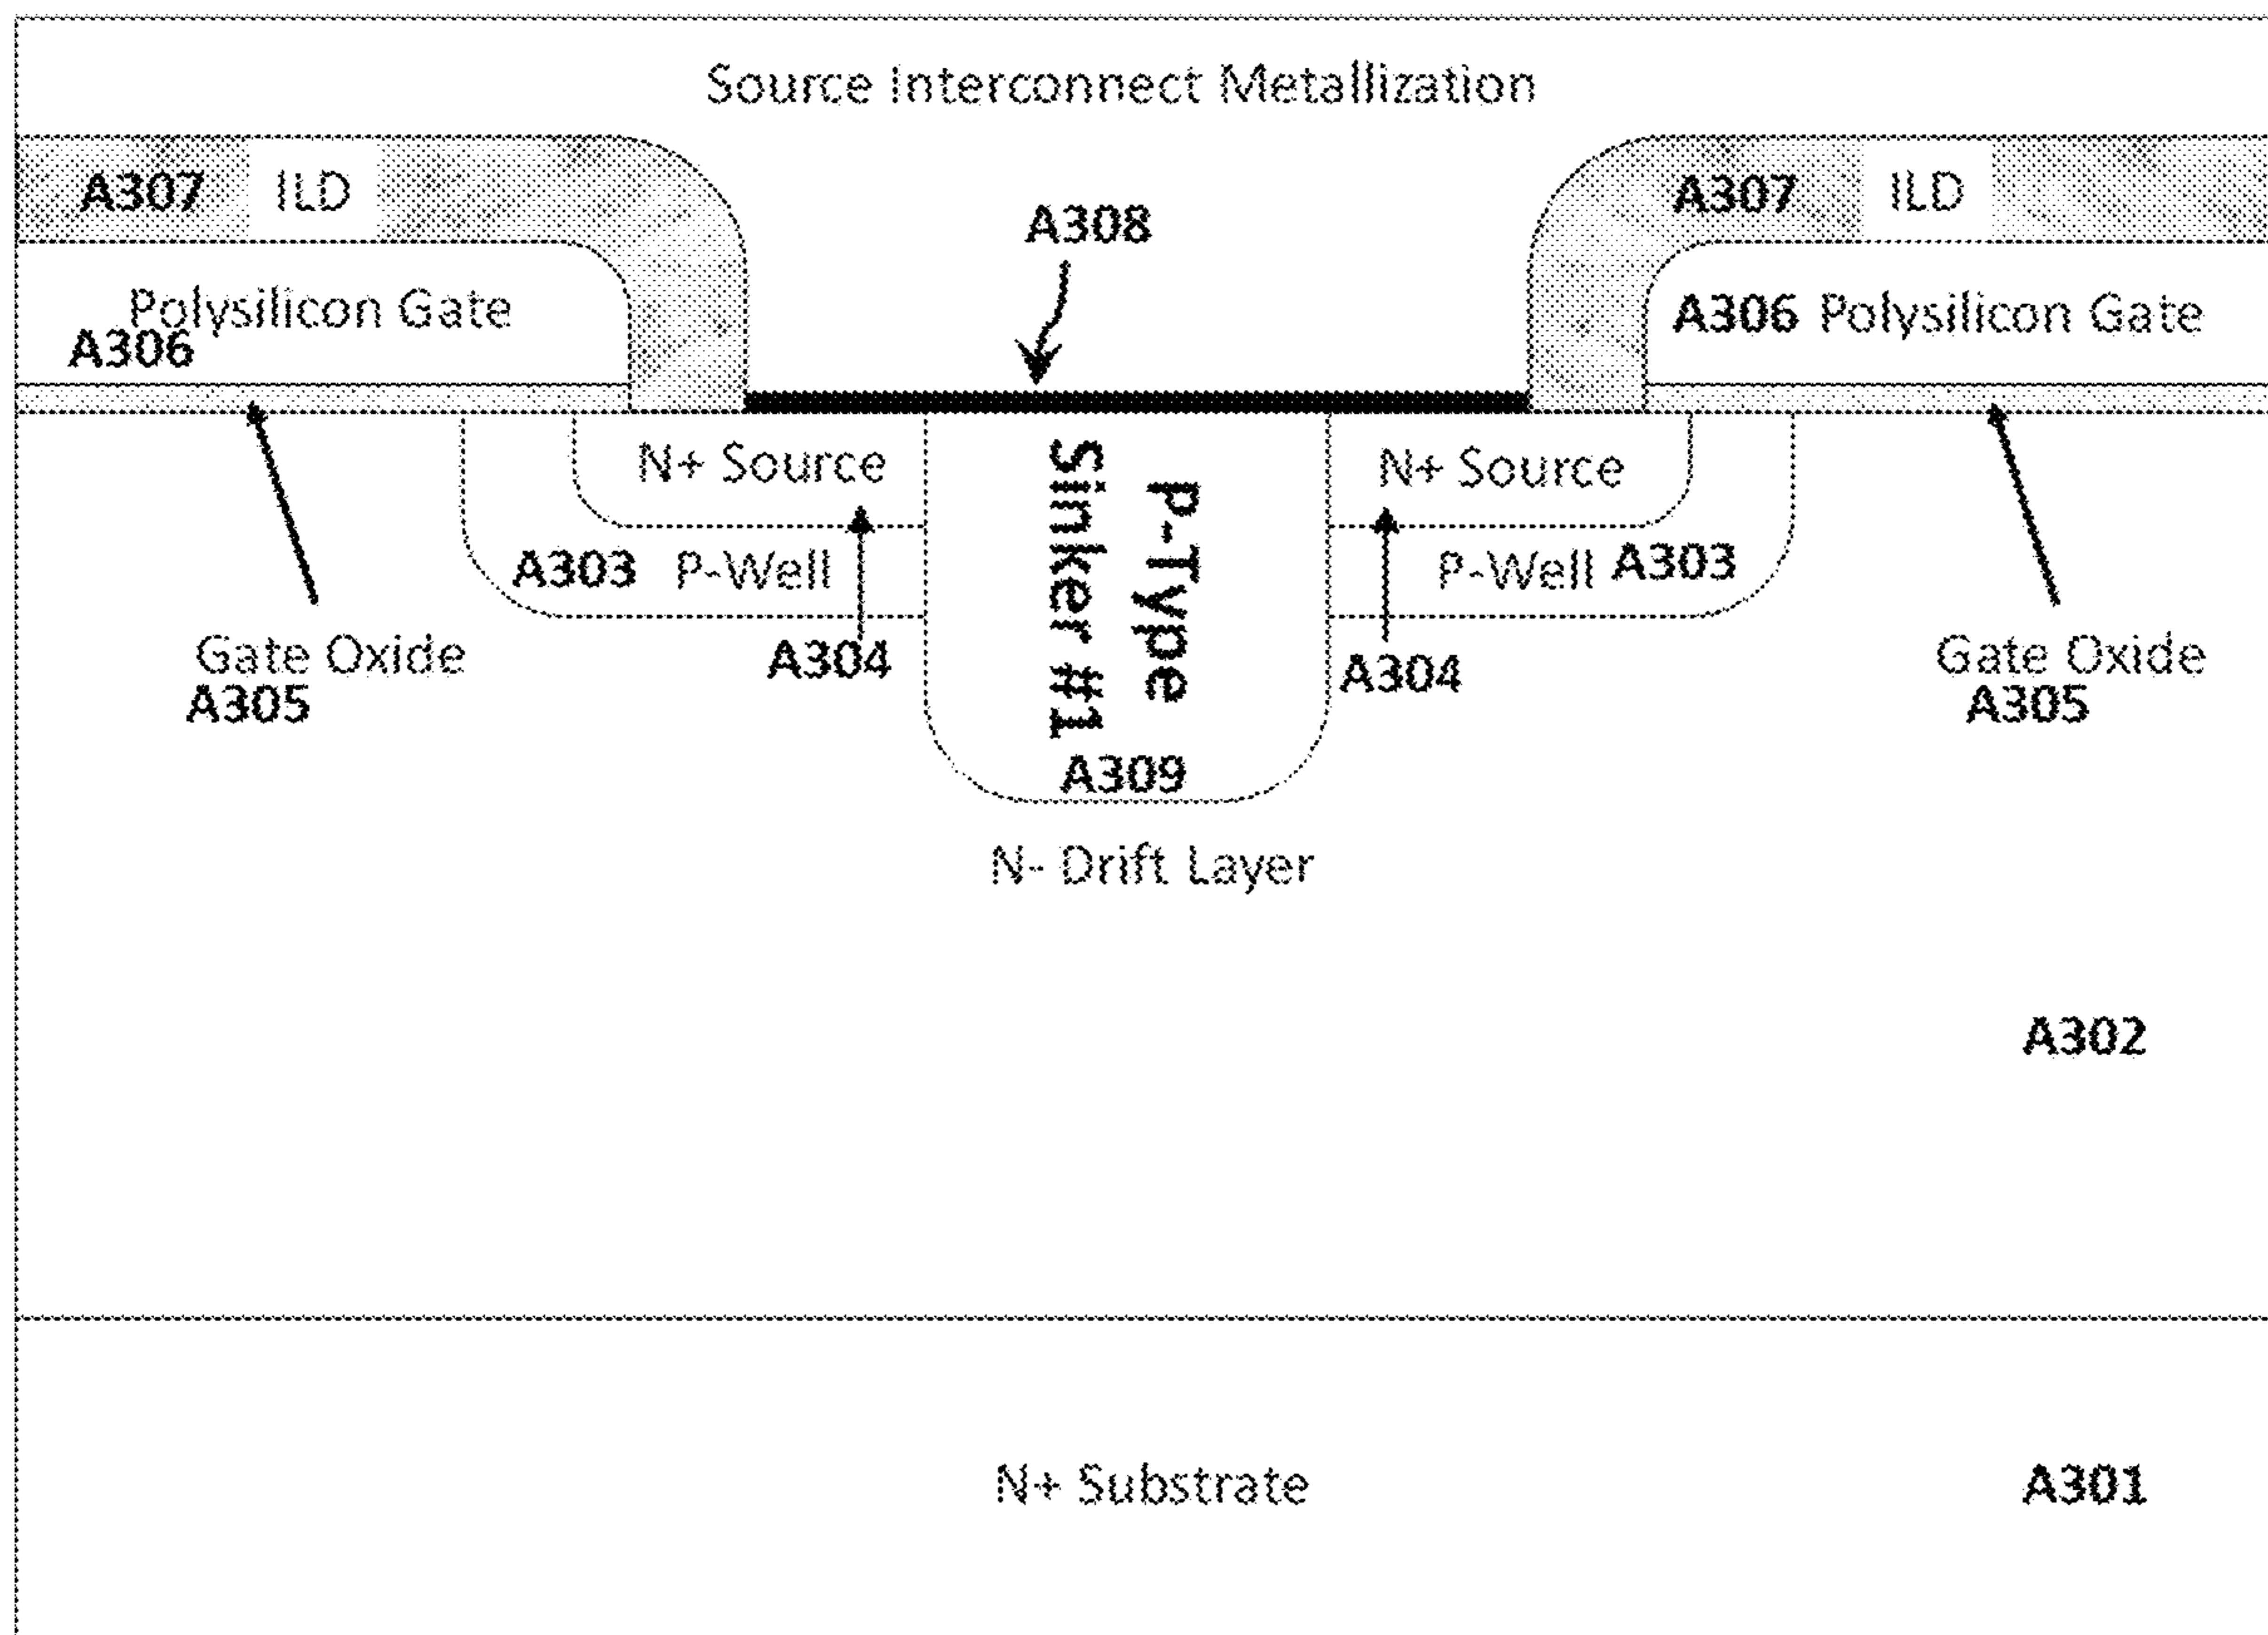 Source Interconnect Metallization
A307 ILD
A307 ILD
A308
Polysilicon Gate
A306
A306 Polysilicon Gate
N+ Source
N+ Source
P-Type
Sinker #1
A309
A303 P-Well
P-Well A303
A304
A304
Gate Oxide
A305
Gate Oxide
A305
N- Drift Layer
A302
N+ Substrate
A301